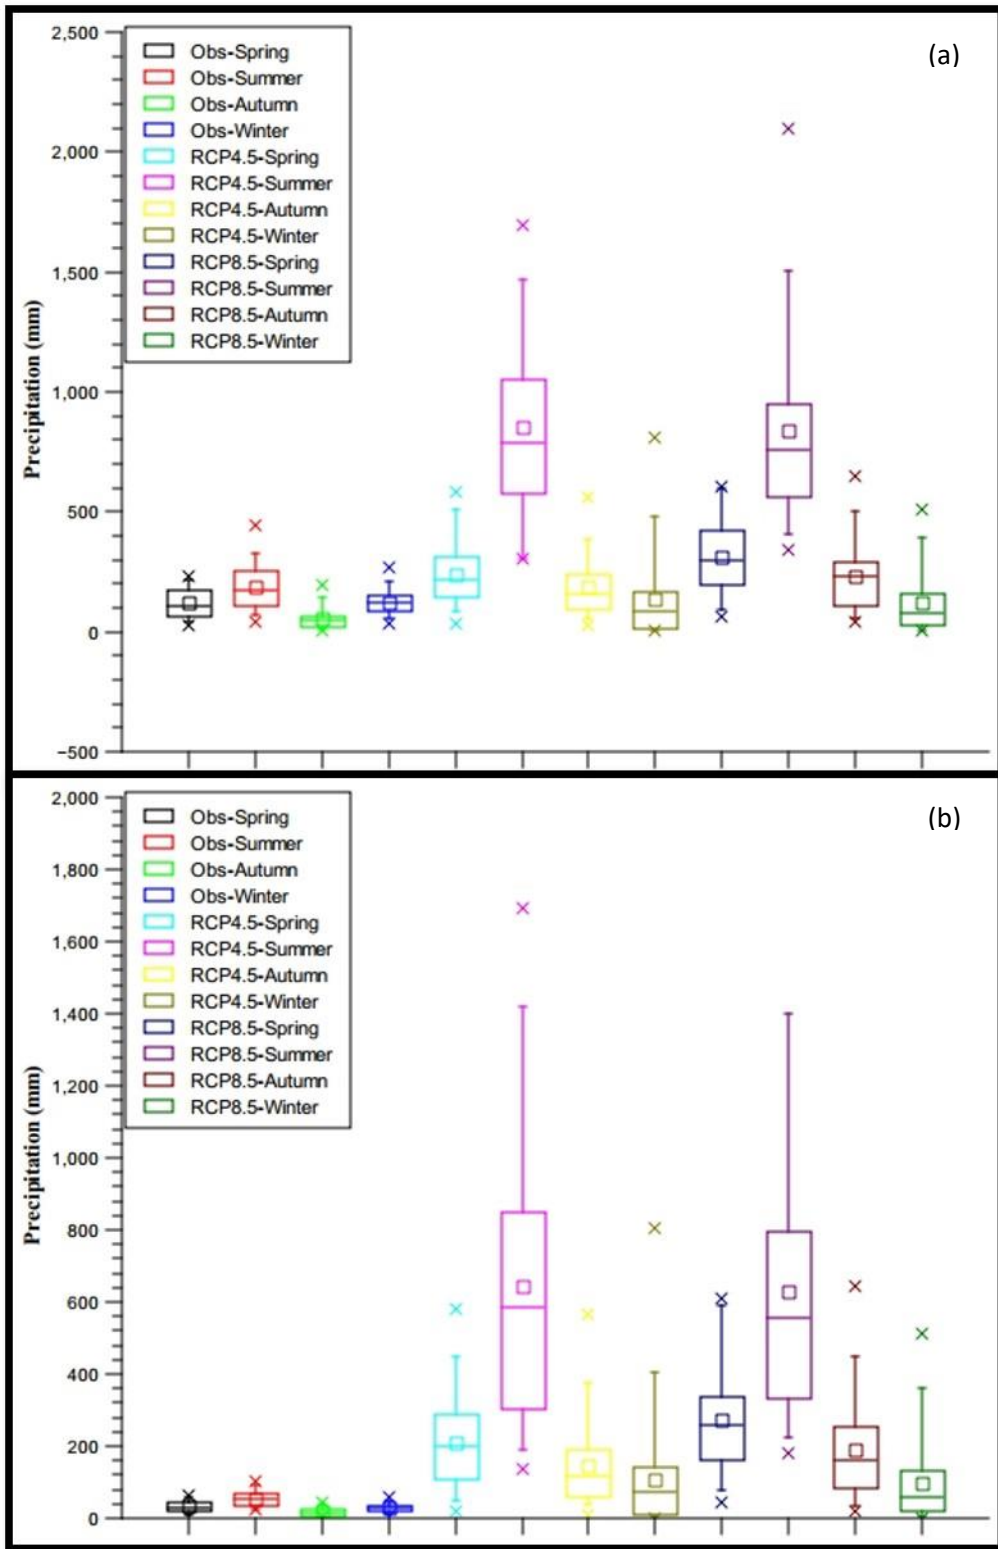 (a)
Precipitation (mm)
2,500
2,000
1,500
1,000
500
0
−500
Obs-Spring
Obs-Summer
Obs-Autumn
Obs-Winter
RCP4.5-Spring
RCP4.5-Summer
RCP4.5-Autumn
RCP4.5-Winter
RCP8.5-Spring
RCP8.5-Summer
RCP8.5-Autumn
RCP8.5-Winter
(b)
Precipitation (mm)
2,000
1,800
1,600
1,400
1,200
1,000
800
600
400
200
0
Obs-Spring
Obs-Summer
Obs-Autumn
Obs-Winter
RCP4.5-Spring
RCP4.5-Summer
RCP4.5-Autumn
RCP4.5-Winter
RCP8.5-Spring
RCP8.5-Summer
RCP8.5-Autumn
RCP8.5-Winter